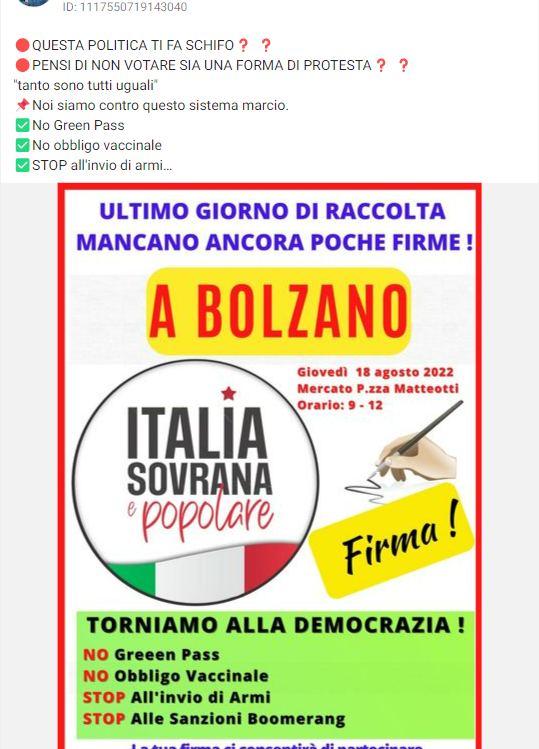 ID: 1117550719143040
🔴 QUESTA POLITICA TI FA SCHIFO❓ ❓
🔴 PENSI DI NON VOTARE SIA UNA FORMA DI PROTESTA❓ ❓
"tanto sono tutti uguali"
📌 Noi siamo contro questo sistema marcio.
✅ No Green Pass
✅ No obbligo vaccinale
✅ STOP all'invio di armi...
ULTIMO GIORNO DI RACCOLTA
MANCANO ANCORA POCHE FIRME !
A BOLZANO
Giovedì 18 agosto 2022
Mercato P.zza Matteotti
Orario: 9 - 12
ITALIA
SOVRANA
e popolare
Firma !
TORNIAMO ALLA DEMOCRAZIA !
NO Greeen Pass
NO Obbligo Vaccinale
STOP All'invio di Armi
STOP Alle Sanzioni Boomerang
La tua firma ci consentirà di partecipare